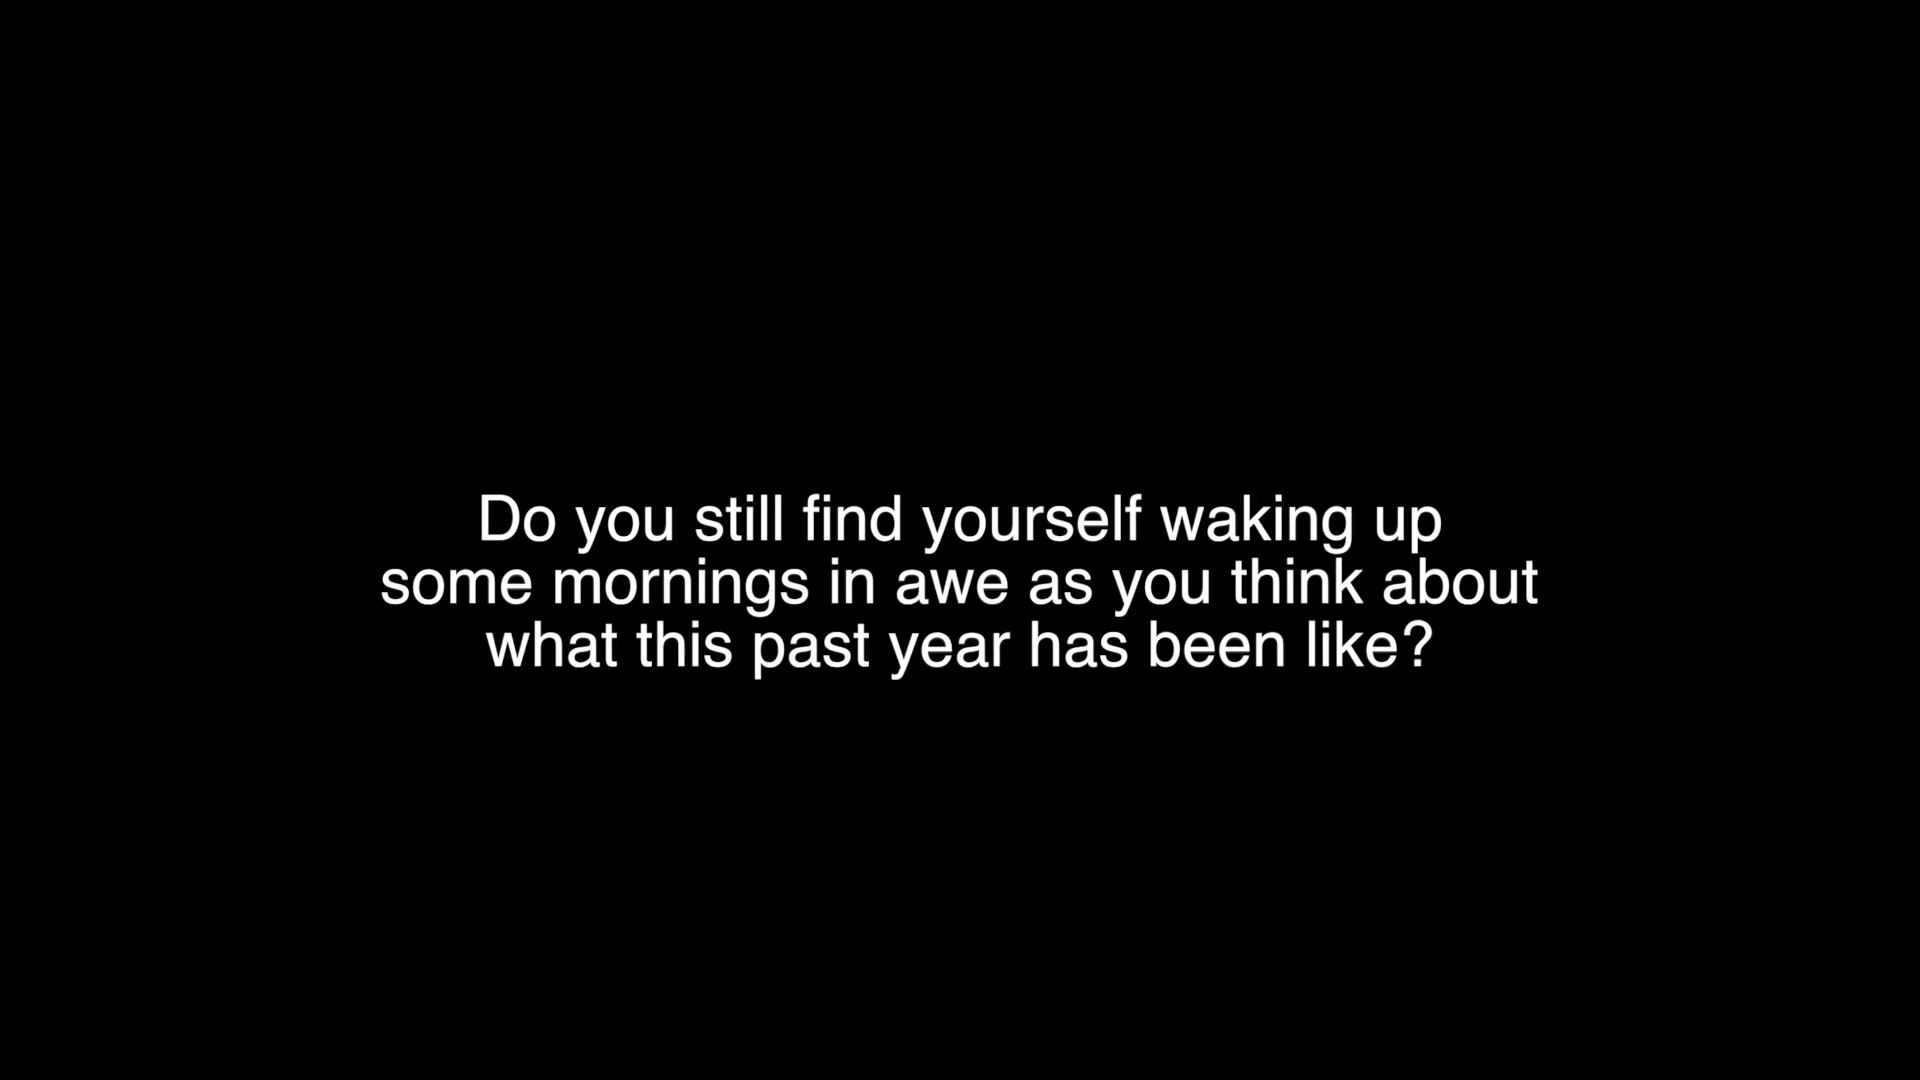 Do you still find yourself waking up
some mornings in awe as you think about
what this past year has been like?